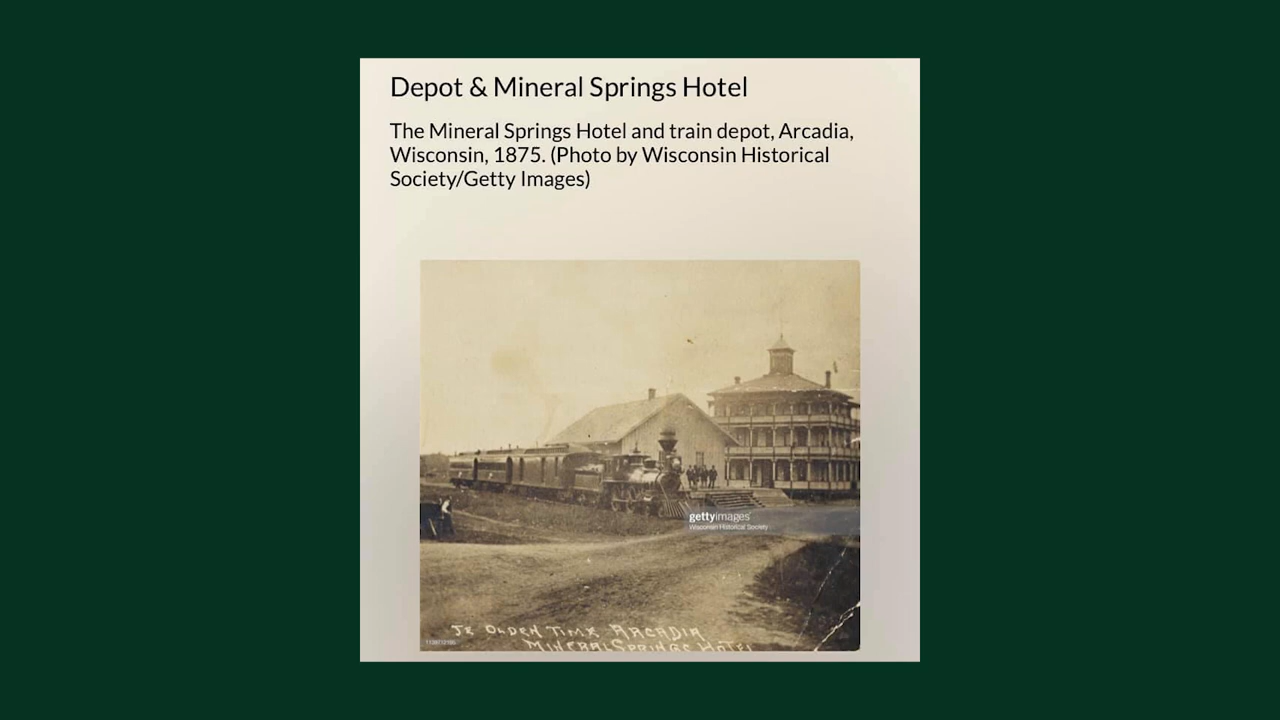 Depot & Mineral Springs Hotel
The Mineral Springs Hotel and train depot, Arcadia,
Wisconsin, 1875. (Photo by Wisconsin Historical
Society/Getty Images)
gettyimages
Wisconsin Historical Society
Olden Time Arcadia
Mineral Springs Hotel